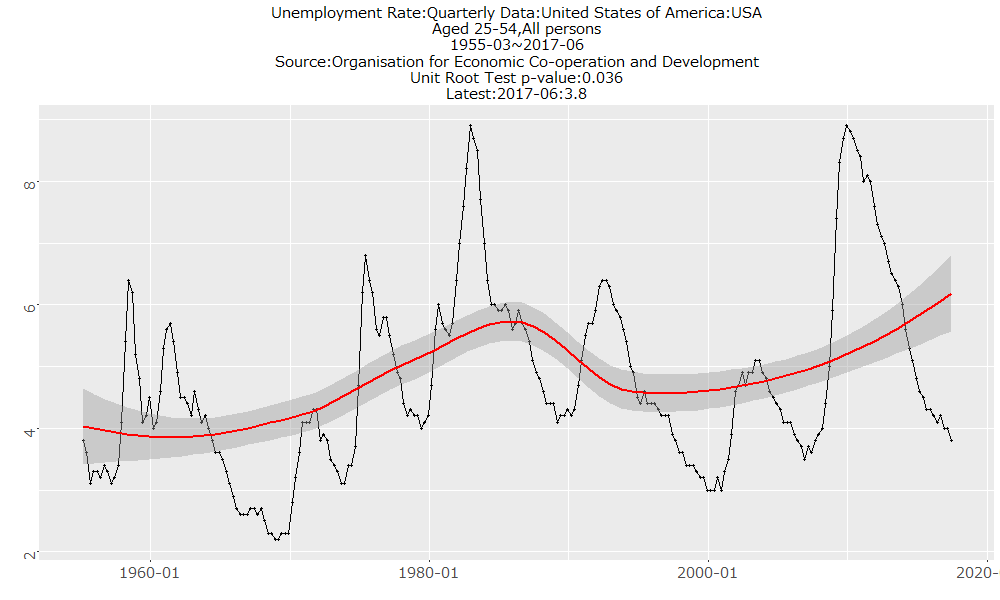 Unemployment Rate:Quarterly Data:United States of America:USA
Aged 25-54,All persons
1955-03~2017-06
Source:Organisation for Economic Co-operation and Development
Unit Root Test p-value:0.036
Latest:2017-06:3.8
8
6
4
2
1960-01 1980-01 2000-01 2020-